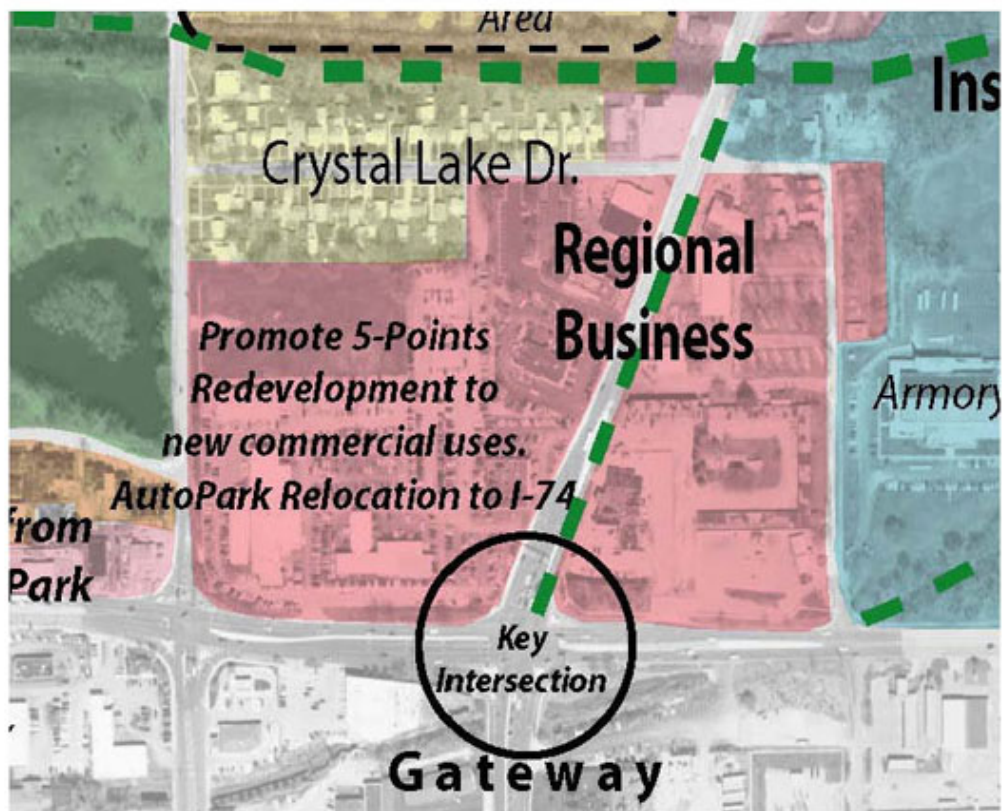 Area
Ins
Crystal Lake Dr.
Regional
Business
Promote 5-Points
Redevelopment to
new commercial uses.
AutoPark Relocation to I-74
Armory
from
Park
Key
Intersection
Gateway